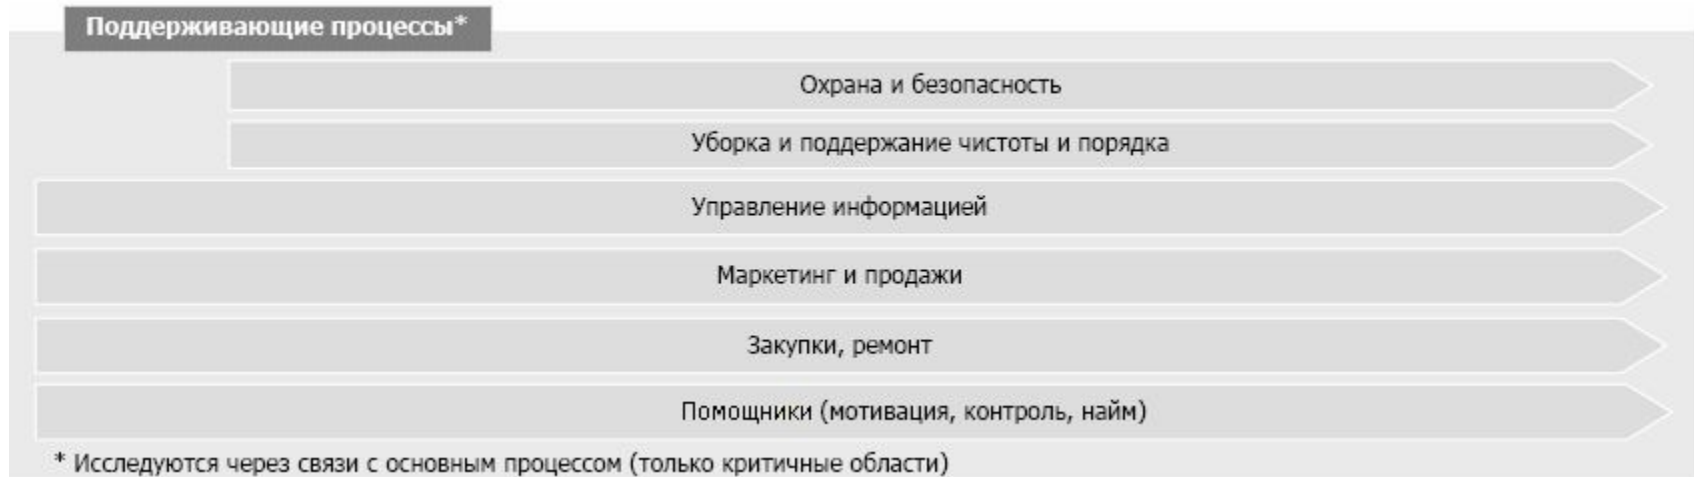 Поддерживающие процессы*
Охрана и безопасность
Уборка и поддержание чистоты и порядка
Управление информацией
Маркетинг и продажи
Закупки, ремонт
Помощники (мотивация, контроль, найм)
* Исследуются через связи с основным процессом (только критичные области)